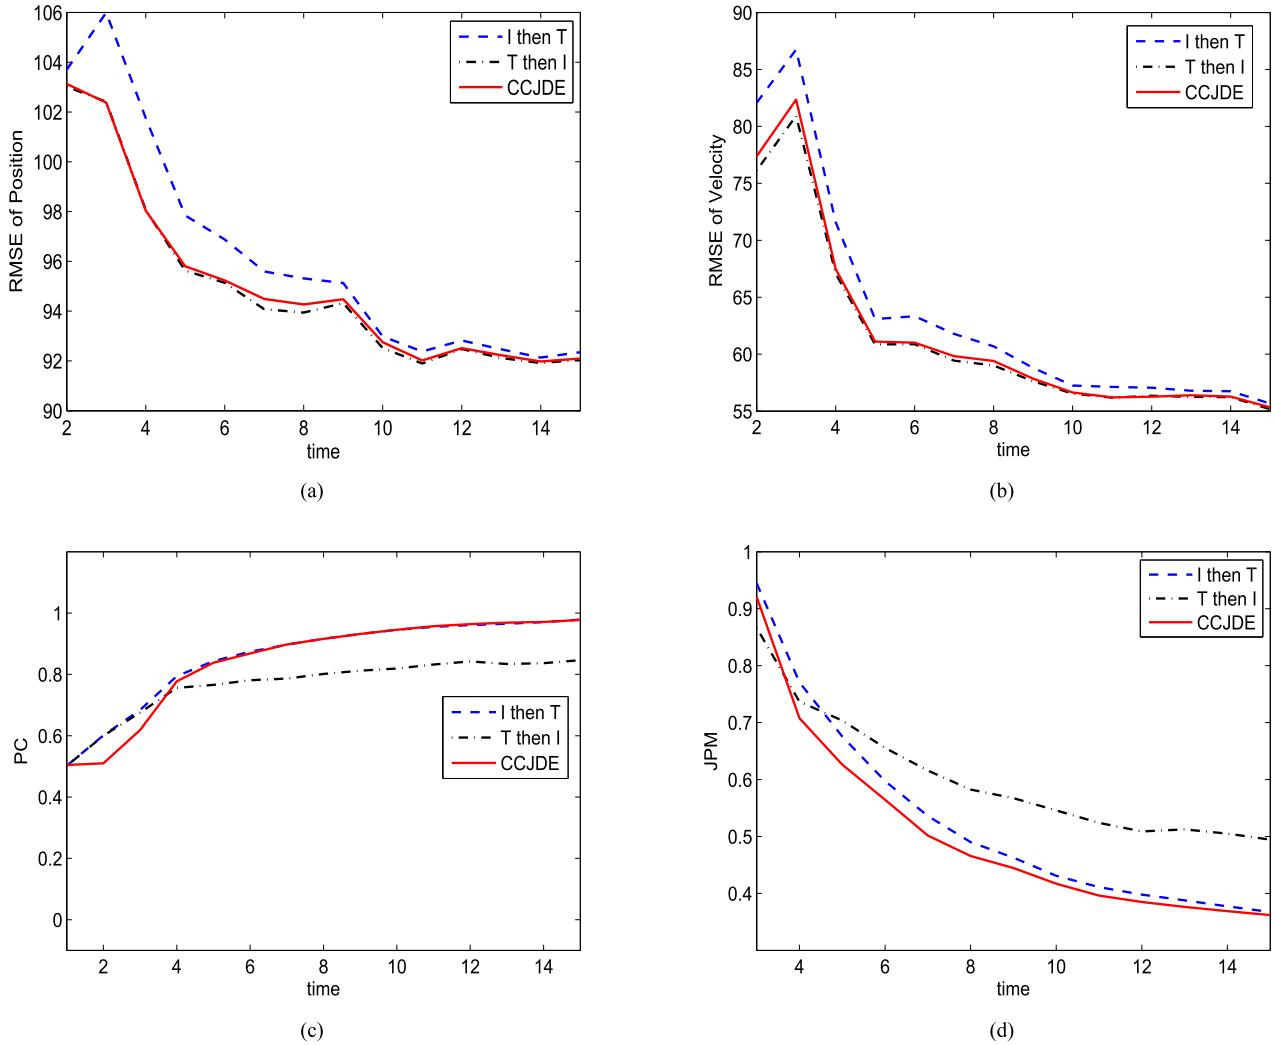 106
104
102
100
98
96
94
92
90
RMSE of Position
2 4 6 8 10 12 14
time
I then T
T then I
CCJDE
(a)
90
85
80
75
70
65
60
55
RMSE of Velocity
2 4 6 8 10 12 14
time
I then T
T then I
CCJDE
(b)
1
0.8
0.6
0.4
0.8
0
PC
2 4 6 8 10 12 14
time
I then T
T then I
CCJDE
(c)
1
0.9
0.8
0.7
0.6
0.5
0.4
JPM
4 6 8 10 12 14
time
I then T
T then I
CCJDE
(d)